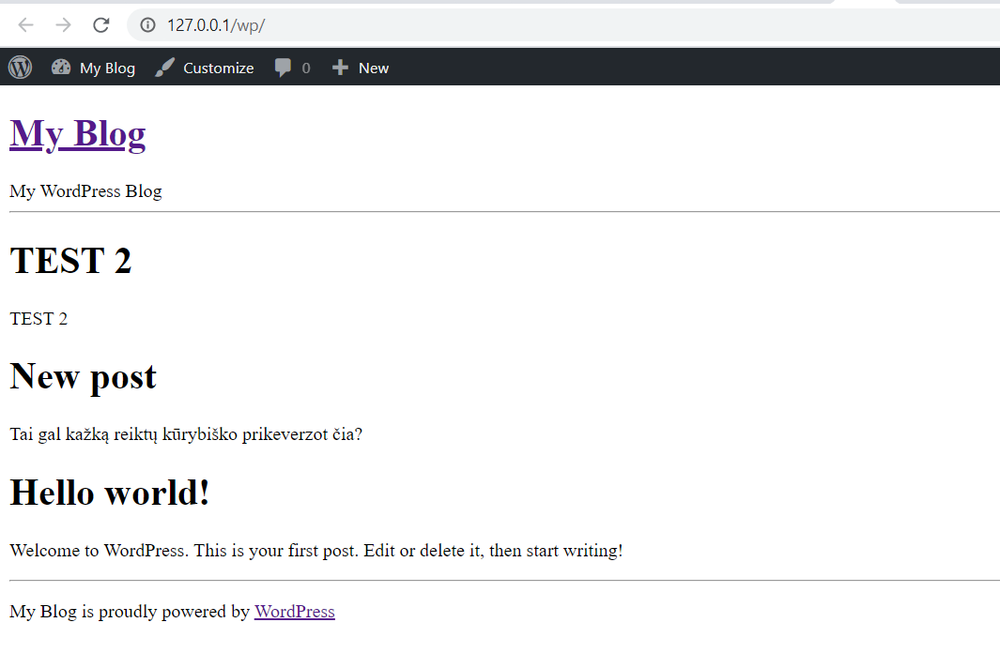 127.0.0.1/wp/
My Blog Customize 0 New
My Blog
My WordPress Blog
TEST 2
TEST 2
New post
Tai gal kažką reiktų kūrybiško prikeverzot čia?
Hello world!
Welcome to WordPress. This is your first post. Edit or delete it, then start writing!
My Blog is proudly powered by WordPress